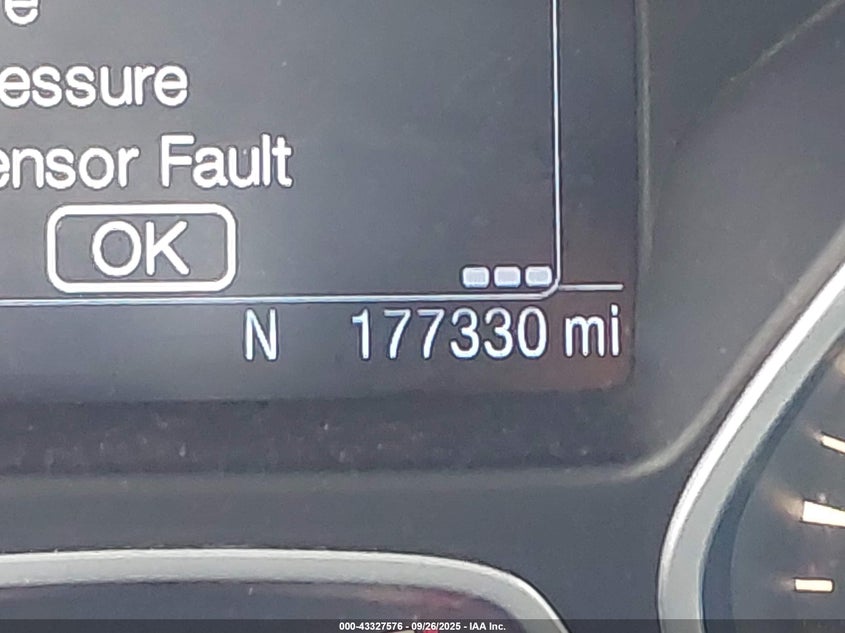 e
essure
ensor Fault
OK
N 177330 mi
000-43327576 - 09/26/2025 - IAA Inc.